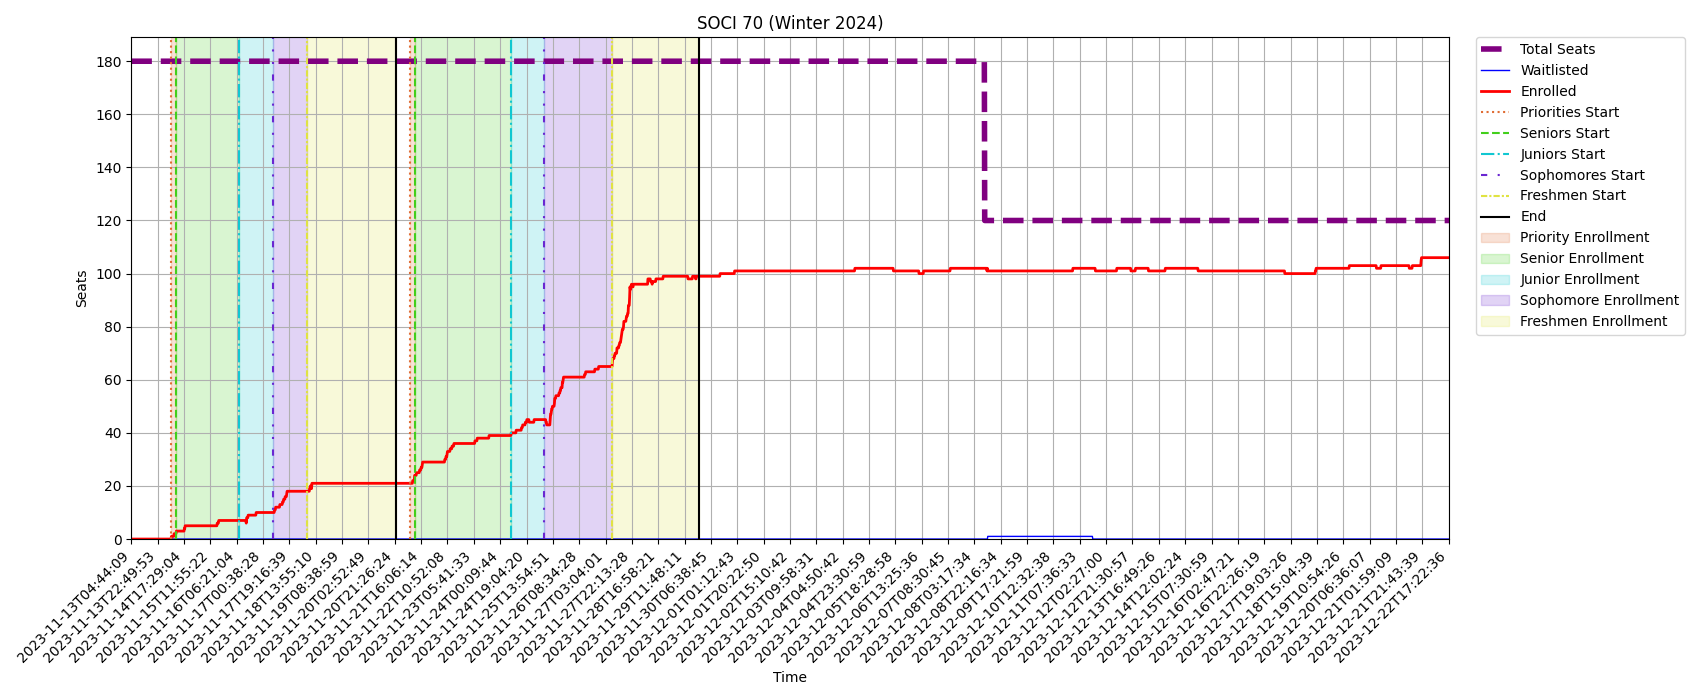 SOCI 70 (Winter 2024)
Seats
180
160
140
120
100
80
60
40
20
0
2023-11-13T04:44:09
2023-11-13T22:49:53
2023-11-14T17:29:04
2023-11-15T11:55:22
2023-11-16T06:21:04
2023-11-17T00:38:28
2023-11-17T19:16:39
2023-11-18T13:55:10
2023-11-19T08:38:59
2023-11-20T02:52:49
2023-11-20T21:26:24
2023-11-21T16:06:14
2023-11-22T10:52:08
2023-11-23T05:41:33
2023-11-24T00:09:44
2023-11-24T19:04:20
2023-11-25T13:54:51
2023-11-26T08:34:28
2023-11-27T03:04:01
2023-11-27T22:13:28
2023-11-28T16:58:21
2023-11-29T11:48:11
2023-11-30T06:38:45
2023-12-01T01:12:43
2023-12-01T20:22:50
2023-12-02T15:10:42
2023-12-03T09:58:31
2023-12-04T04:50:42
2023-12-04T23:30:59
2023-12-05T18:28:58
2023-12-06T13:25:36
2023-12-07T08:30:45
2023-12-08T03:17:34
2023-12-08T22:16:34
2023-12-09T17:21:59
2023-12-10T12:32:38
2023-12-11T07:36:33
2023-12-12T02:27:00
2023-12-12T21:30:57
2023-12-13T16:49:26
2023-12-14T12:02:24
2023-12-15T07:30:59
2023-12-16T02:47:21
2023-12-16T22:26:19
2023-12-17T19:03:26
2023-12-18T15:04:39
2023-12-19T10:54:26
2023-12-20T06:36:07
2023-12-21T01:59:09
2023-12-21T21:43:39
2023-12-22T17:22:36
Time
Total Seats
Waitlisted
Enrolled
Priorities Start
Seniors Start
Juniors Start
Sophomores Start
Freshmen Start
End
Priority Enrollment
Senior Enrollment
Junior Enrollment
Sophomore Enrollment
Freshmen Enrollment